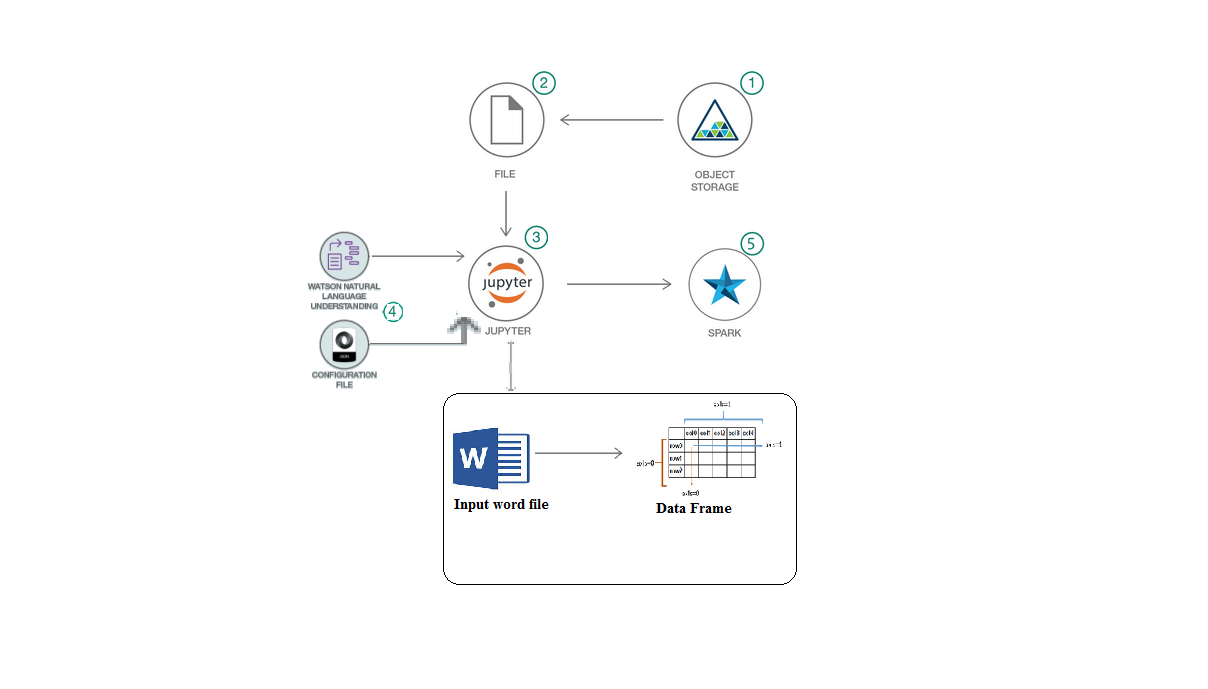 2
1
FILE
OBJECT
STORAGE
3
5
jupyter
WATSON NATURAL
LANGUAGE
UNDERSTANDING
4
JUPYTER
SPARK
JSON
CONFIGURATION
FILE
axis=1
col0 col1 col2 col3 col4
row0
axis=1
row1
axis=0
row2
axis=0
W
Input word file
Data Frame